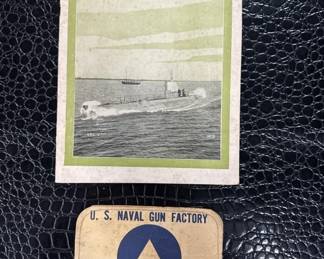 U. S. NAVAL GUN FACTORY